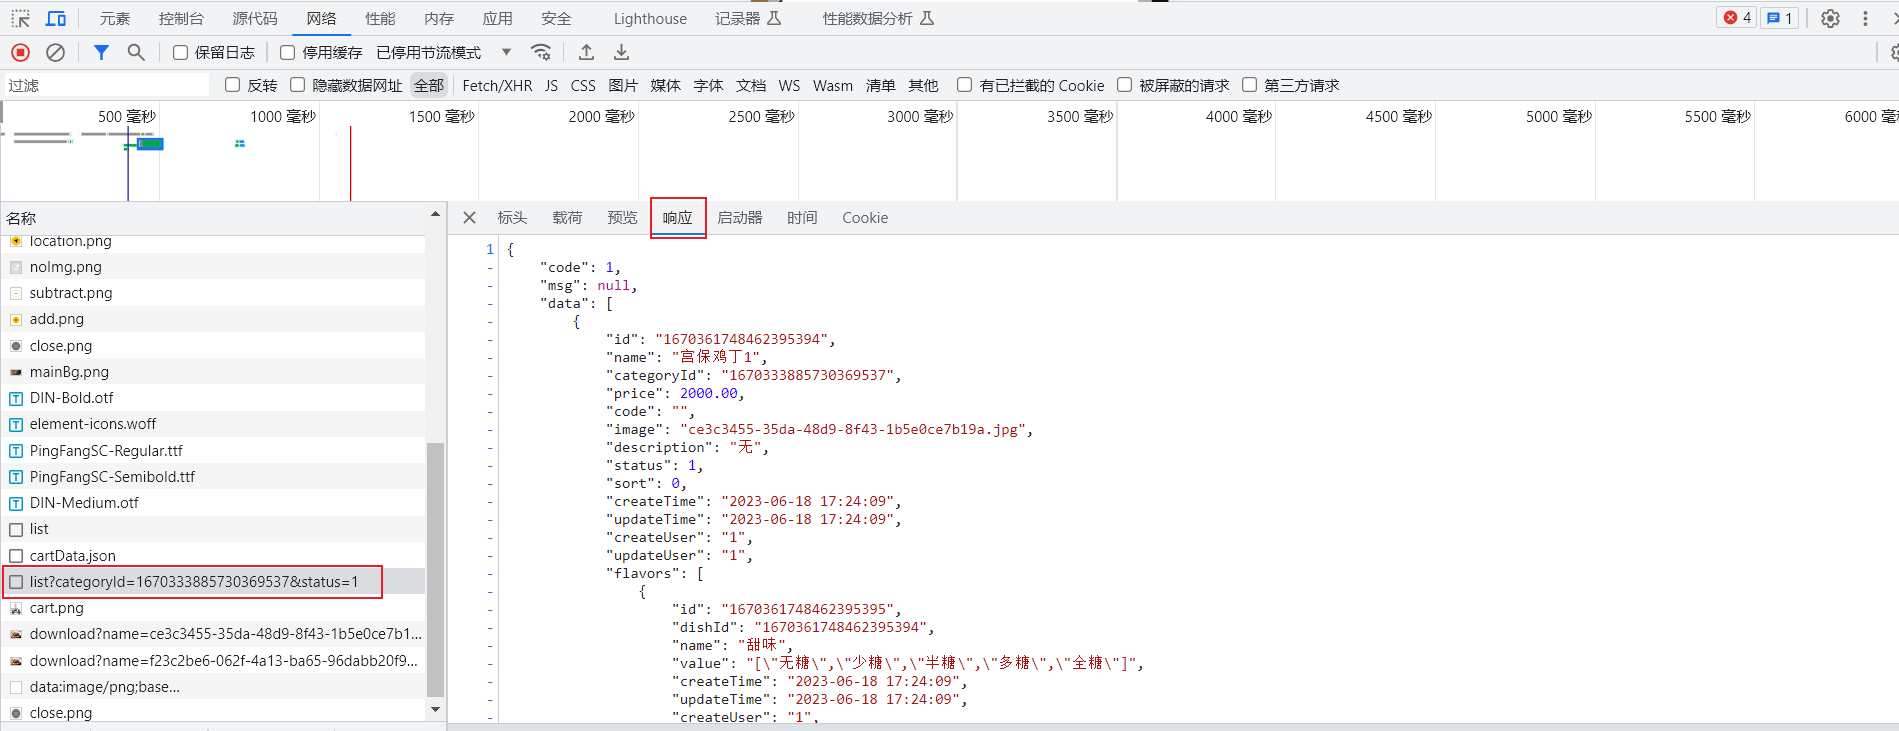 元素 控制台 源代码 网络 性能 内存 应用 安全 Lighthouse 记录器 性能数据分析 4 1
保留日志 停用缓存 已停用节流模式
过滤 反转 隐藏数据网址 全部 Fetch/XHR JS CSS 图片 媒体 字体 文档 WS Wasm 清单 其他 有已拦截的 Cookie 被屏蔽的请求 第三方请求
500 毫秒 1000 毫秒 1500 毫秒 2000 毫秒 2500 毫秒 3000 毫秒 3500 毫秒 4000 毫秒 4500 毫秒 5000 毫秒 5500 毫秒 6000 毫秒
名称
location.png
noImg.png
subtract.png
add.png
close.png
mainBg.png
DIN-Bold.otf
element-icons.woff
PingFangSC-Regular.ttf
PingFangSC-Semibold.ttf
DIN-Medium.otf
list
cartData.json
list?categoryId=1670333885730369537&status=1
cart.png
download?name=ce3c3455-35da-48d9-8f43-1b5e0ce7b1...
download?name=f23c2be6-062f-4a13-ba65-96dabb20f9...
data:image/png;base...
close.png
标头 载荷 预览 响应 启动器 时间 Cookie
1 {
- "code": 1,
- "msg": null,
- "data": [
- {
- "id": "1670361748462395394",
- "name": "宫保鸡丁1",
- "categoryId": "1670333885730369537",
- "price": 2000.00,
- "code": "",
- "image": "ce3c3455-35da-48d9-8f43-1b5e0ce7b19a.jpg",
- "description": "无",
- "status": 1,
- "sort": 0,
- "createTime": "2023-06-18 17:24:09",
- "updateTime": "2023-06-18 17:24:09",
- "createUser": "1",
- "updateUser": "1",
- "flavors": [
- {
- "id": "1670361748462395395",
- "dishId": "1670361748462395394",
- "name": "甜味",
- "value": "[\"无糖\",\"少糖\",\"半糖\",\"多糖\",\"全糖\"]",
- "createTime": "2023-06-18 17:24:09",
- "updateTime": "2023-06-18 17:24:09",
- "createUser": "1",